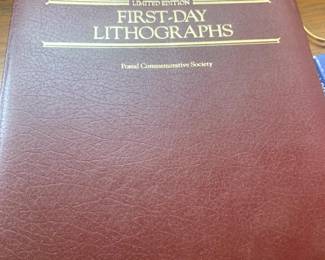 LIMITED EDITION
FIRST-DAY
LITHOGRAPHS
Postal Commemorative Society